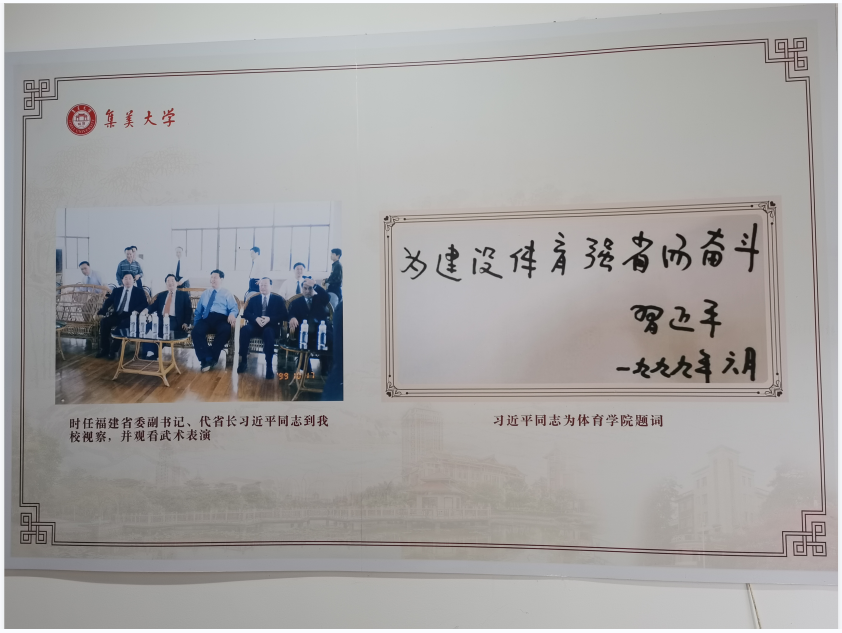 集美大学
时任福建省委副书记、代省长习近平同志到我
校视察，并观看武术表演
为建设体育强省而奋斗
習近平
一九九九年六月
习近平同志为体育学院题词